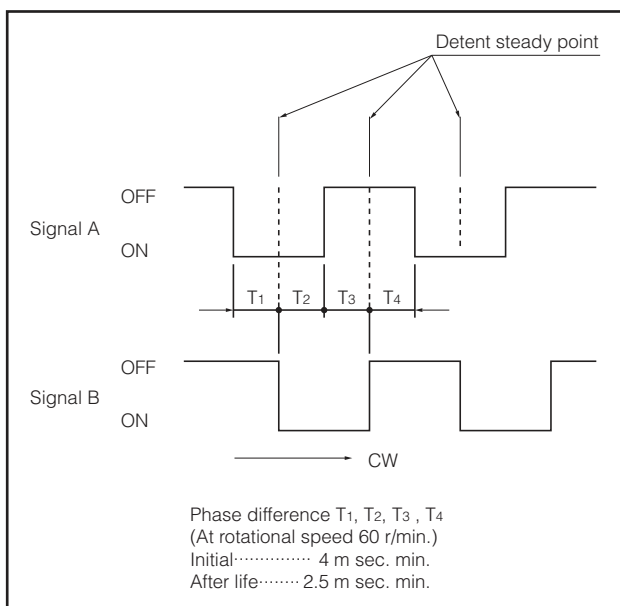 Detent steady point
OFF
Signal A
ON
T1 T2 T3 T4
OFF
Signal B
ON
CW
Phase difference T1, T2, T3 , T4
(At rotational speed 60 r/min.)
Initial··············· 4 m sec. min.
After life········ 2.5 m sec. min.